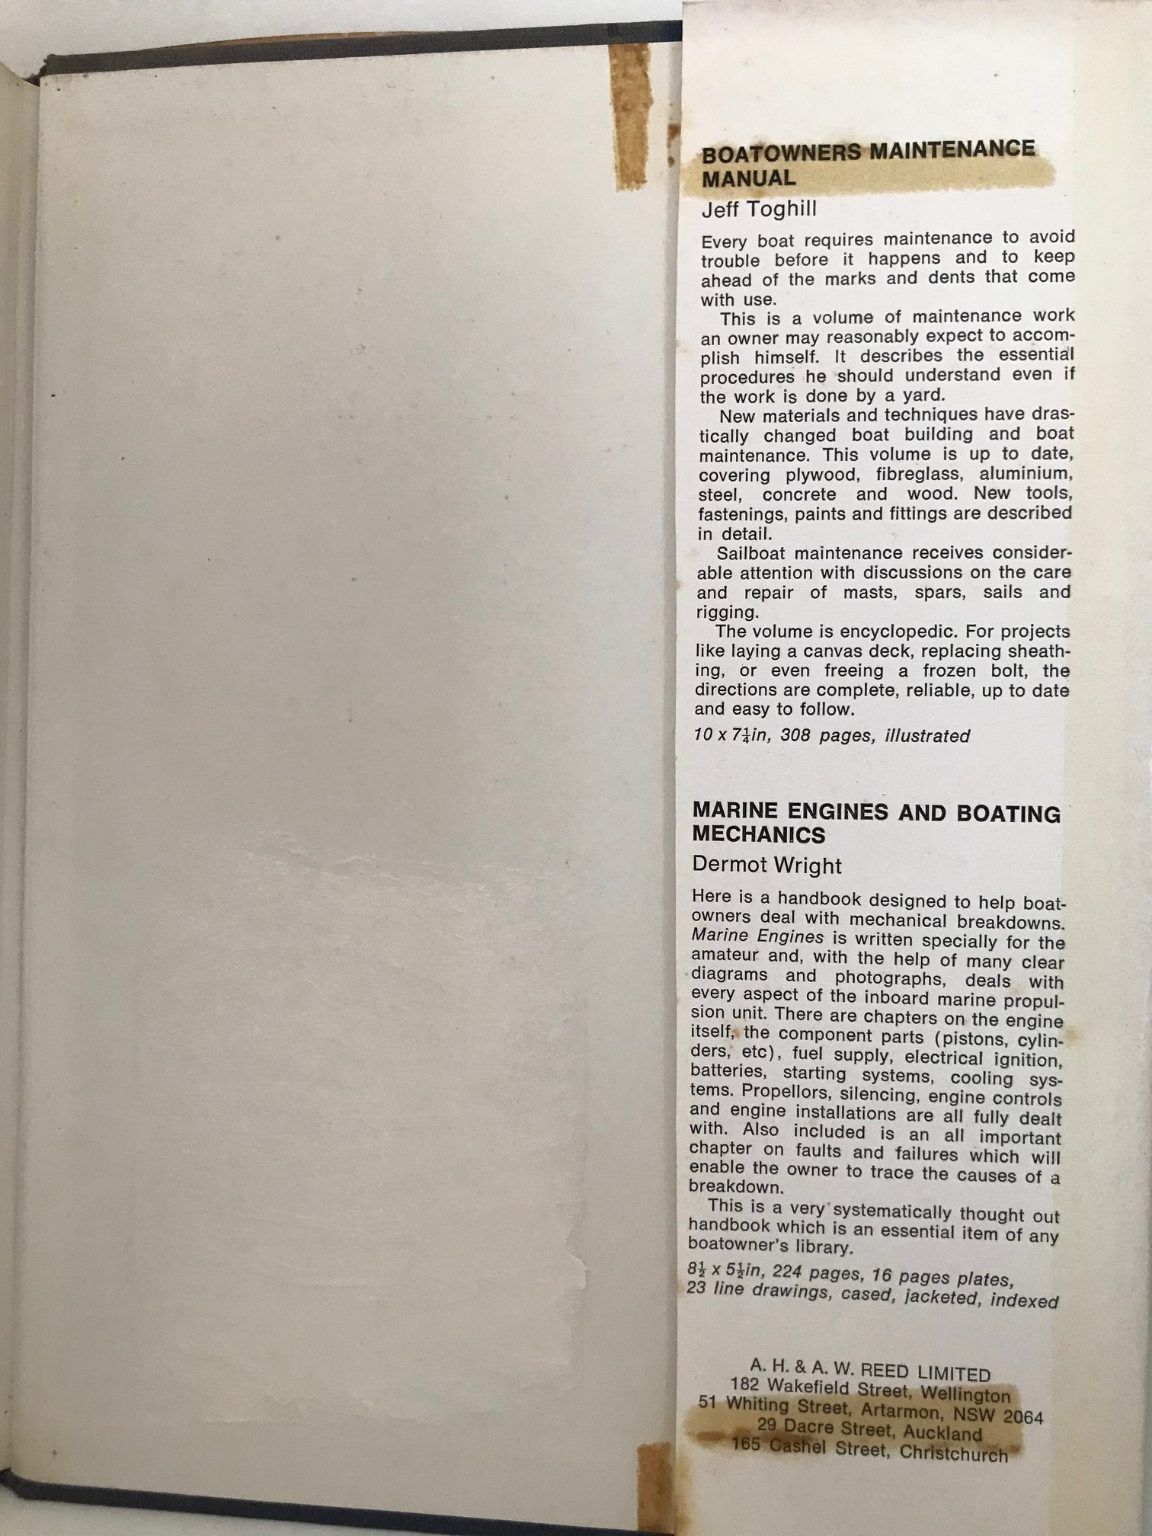 BOATOWNERS MAINTENANCE
MANUAL
Jeff Toghill
Every boat requires maintenance to avoid
trouble before it happens and to keep
ahead of the marks and dents that come
with use.
This is a volume of maintenance work
an owner may reasonably expect to accom-
plish himself. It describes the essential
procedures he should understand even if
the work is done by a yard.
New materials and techniques have dras-
tically changed boat building and boat
maintenance. This volume is up to date,
covering plywood, fibreglass, aluminium,
steel, concrete and wood. New tools,
fastenings, paints and fittings are described
in detail.
Sailboat maintenance receives consider-
able attention with discussions on the care
and repair of masts, spars, sails and
rigging.
The volume is encyclopedic. For projects
like laying a canvas deck, replacing sheath-
ing, or even freeing a frozen bolt, the
directions are complete, reliable, up to date
and easy to follow.
10 x 7¼in, 308 pages, illustrated
MARINE ENGINES AND BOATING
MECHANICS
Dermot Wright
Here is a handbook designed to help boat-
owners deal with mechanical breakdowns.
Marine Engines is written specially for the
amateur and, with the help of many clear
diagrams and photographs, deals with
every aspect of the inboard marine propul-
sion unit. There are chapters on the engine
itself, the component parts (pistons, cylin-
ders, etc), fuel supply, electrical ignition,
batteries, starting systems, cooling sys-
tems. Propellors, silencing, engine controls
and engine installations are all fully dealt
with. Also included is an all important
chapter on faults and failures which will
enable the owner to trace the causes of a
breakdown.
This is a very systematically thought out
handbook which is an essential item of any
boatowner's library.
8½ x 5½in, 224 pages, 16 pages plates,
23 line drawings, cased, jacketed, indexed
A. H. & A. W. REED LIMITED
182 Wakefield Street, Wellington
51 Whiting Street, Artarmon, NSW 2064
29 Dacre Street, Auckland
165 Cashel Street, Christchurch